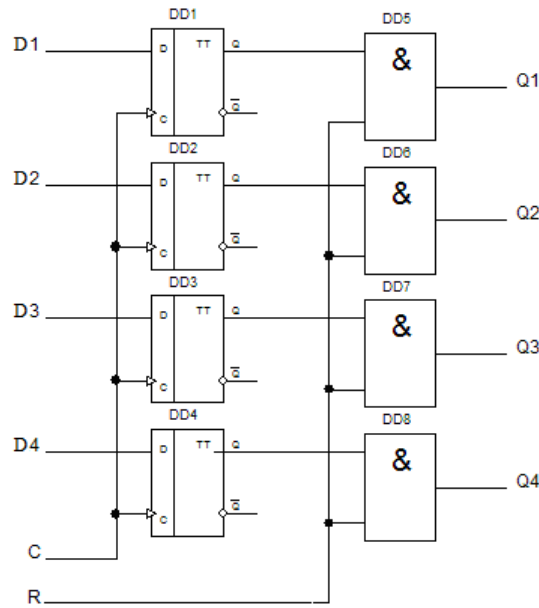 DD1
DD5
D1
D
TT
Q
&
Q1
C
Q
DD2
DD6
D2
D
TT
Q
&
Q2
C
Q
DD3
DD7
D3
D
TT
Q
&
Q3
C
Q
DD4
DD8
D4
D
TT
Q
&
Q4
C
Q
C
R